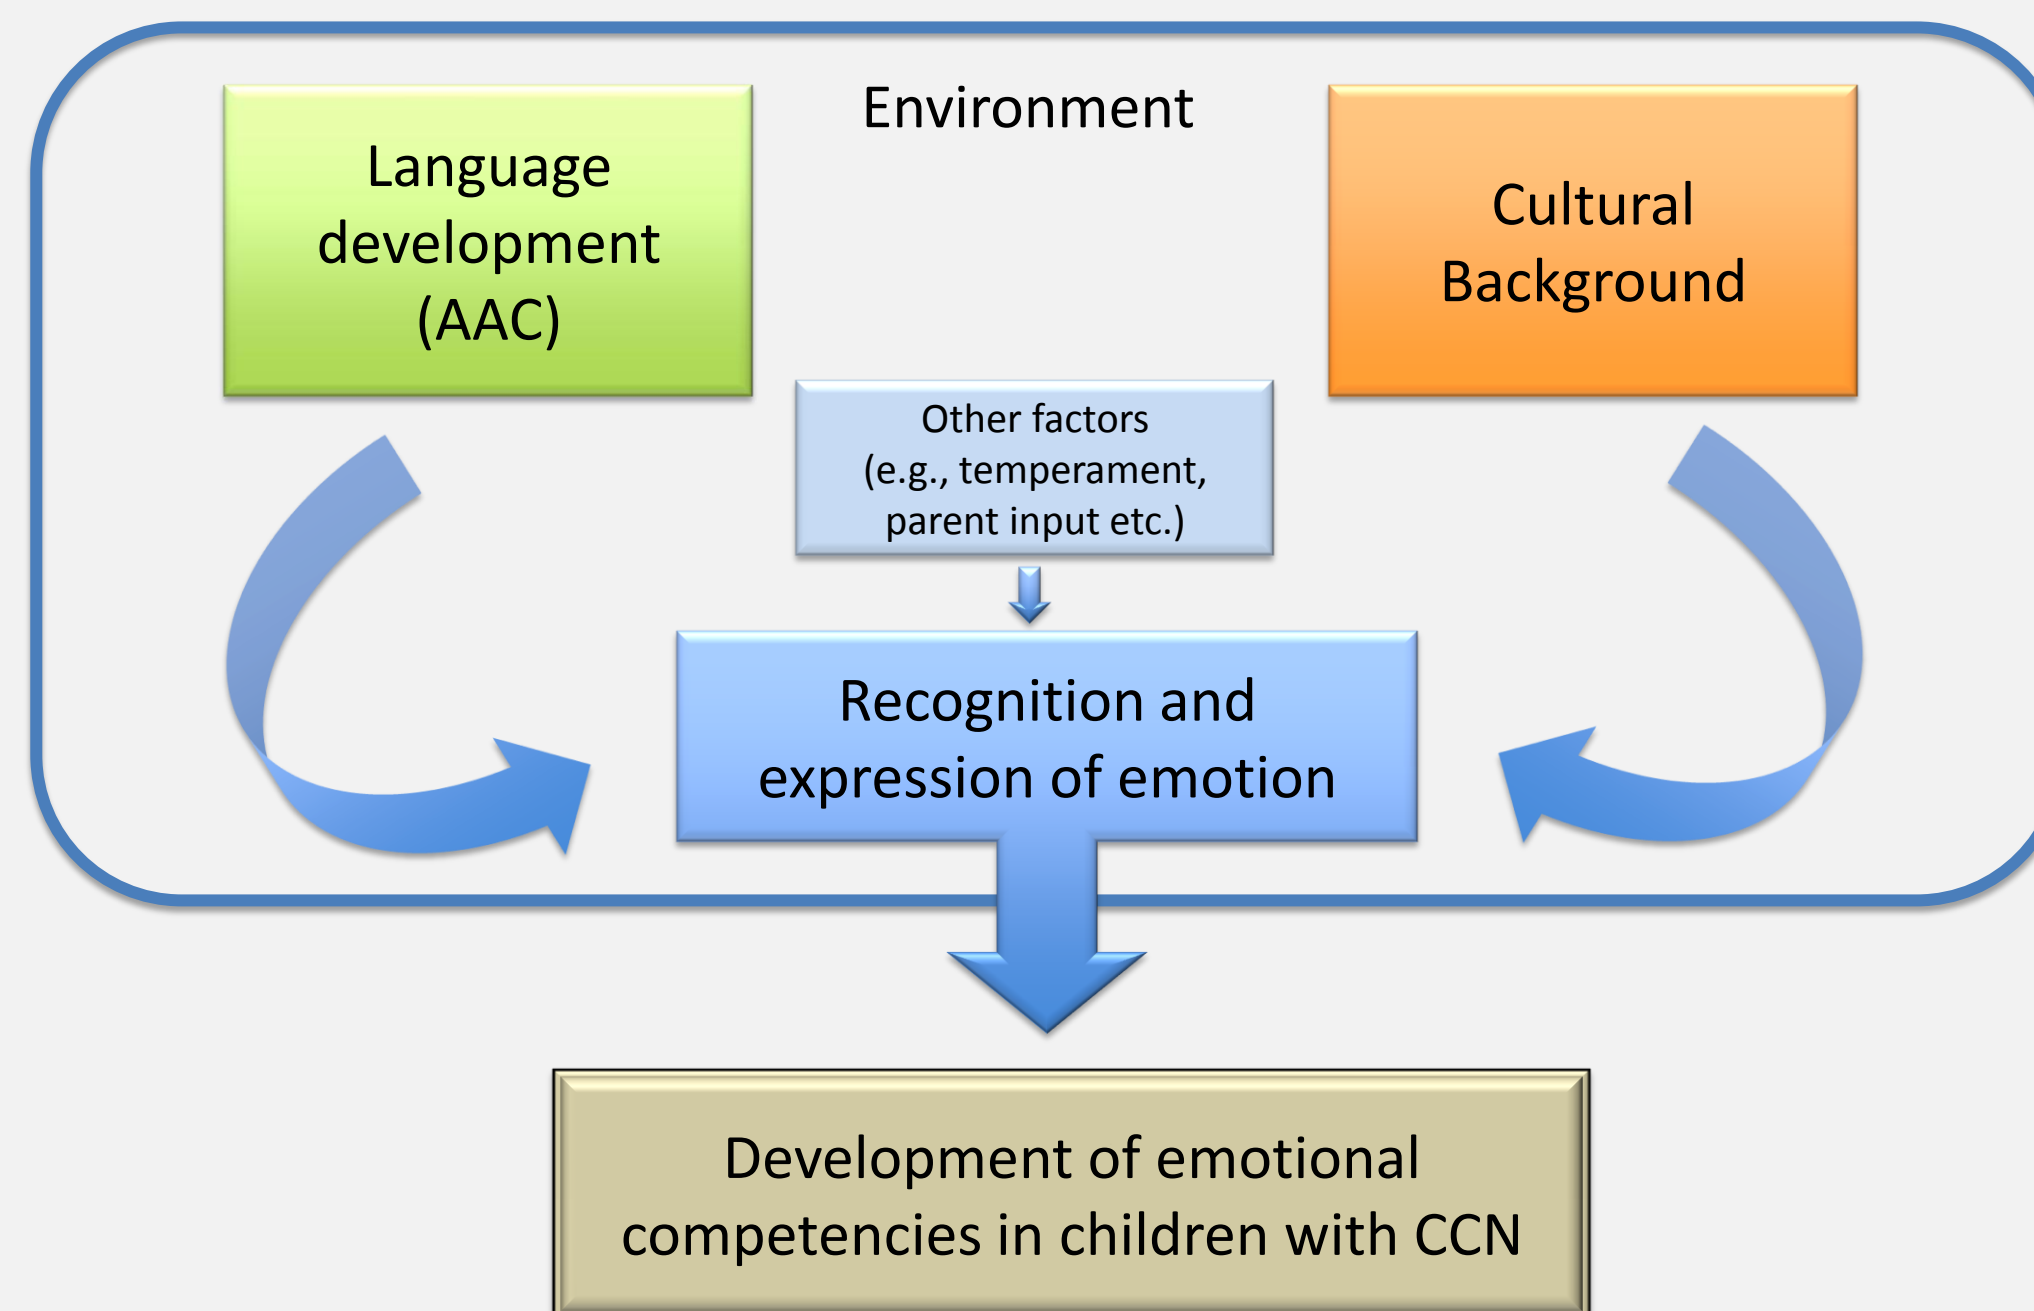 Environment
Language
development
(AAC)
Cultural
Background
Other factors
(e.g., temperament,
parent input etc.)
Recognition and
expression of emotion
Development of emotional
competencies in children with CCN